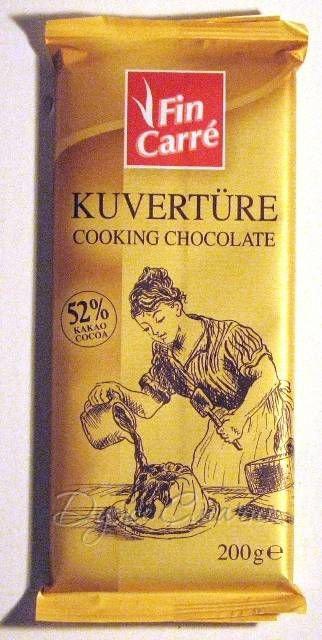 Fin
Carré
KUVERTÜRE
COOKING CHOCOLATE
52%
KAKAO
COCOA
200g e